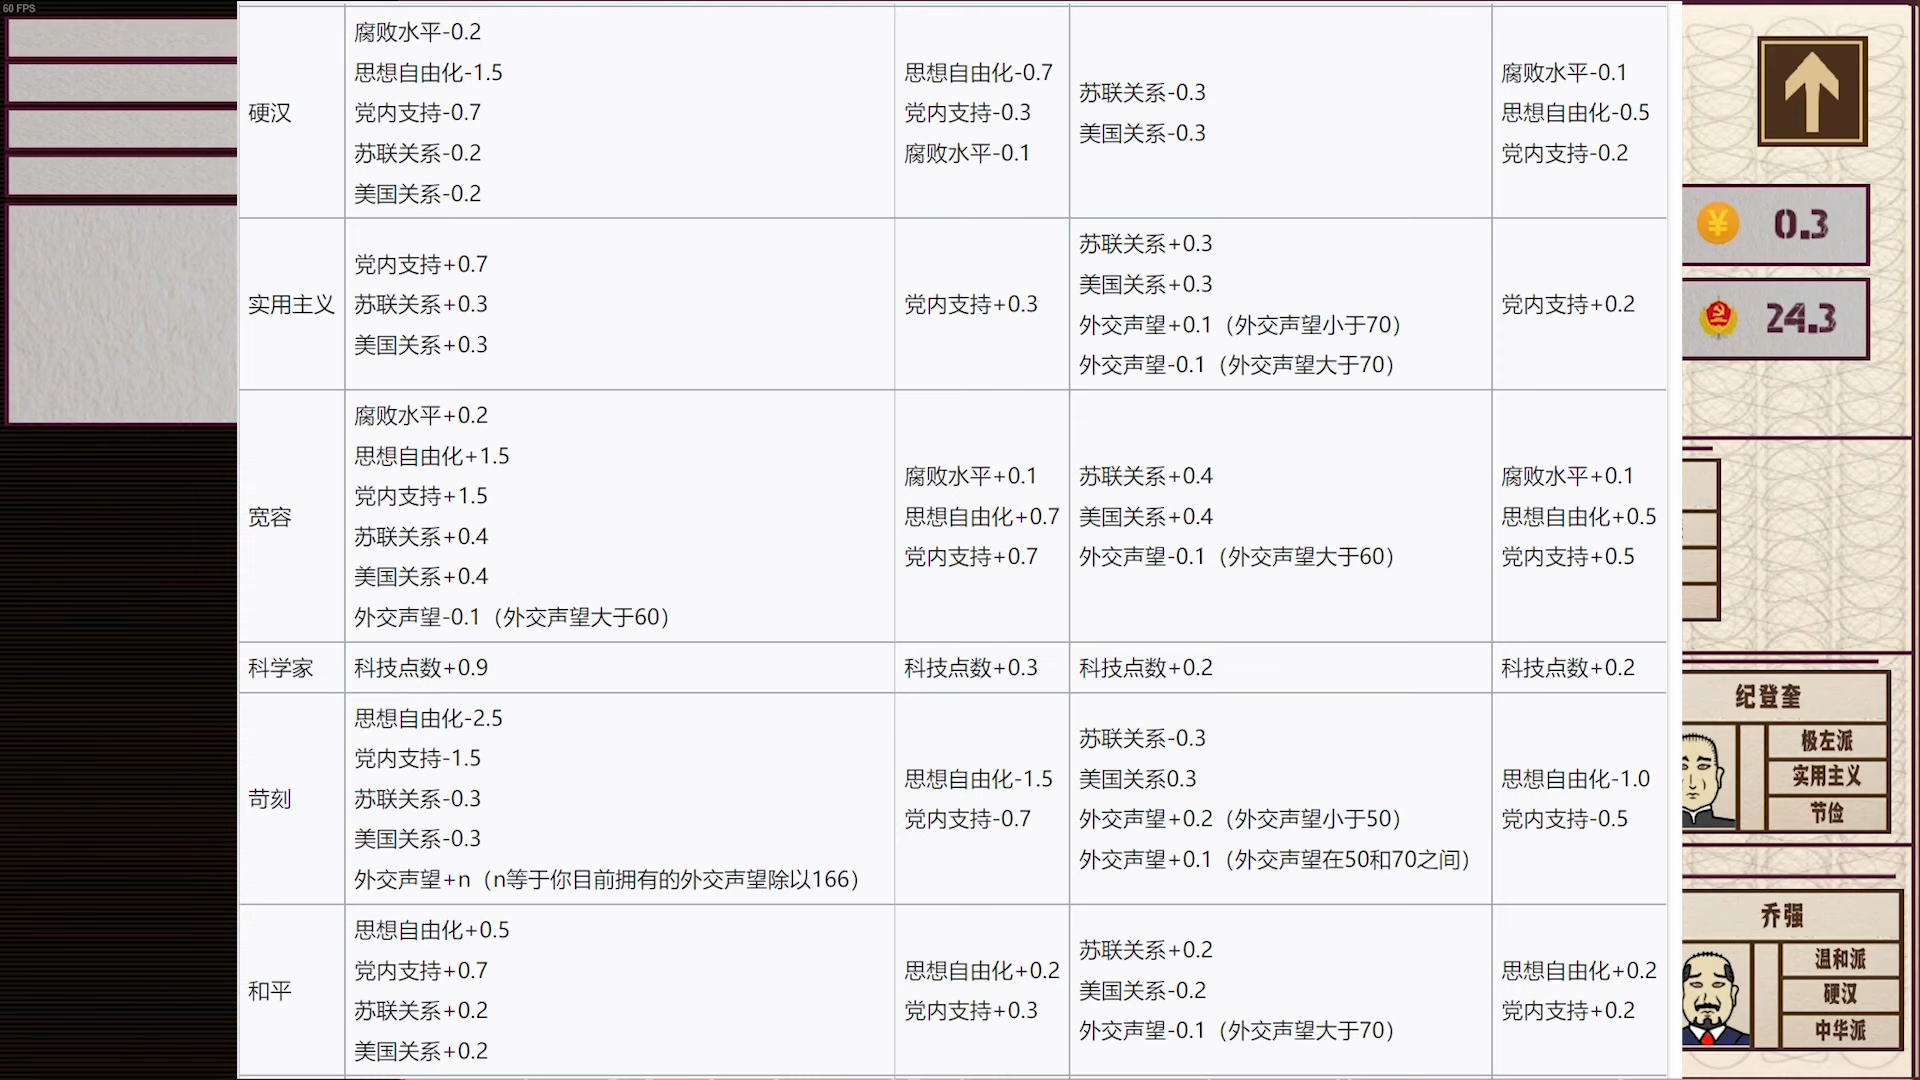 60 FPS
硬汉
腐败水平-0.2
思想自由化-1.5
党内支持-0.7
苏联关系-0.2
美国关系-0.2
思想自由化-0.7
党内支持-0.3
腐败水平-0.1
苏联关系-0.3
美国关系-0.3
腐败水平-0.1
思想自由化-0.5
党内支持-0.2
实用主义
党内支持+0.7
苏联关系+0.3
美国关系+0.3
党内支持+0.3
苏联关系+0.3
美国关系+0.3
外交声望+0.1（外交声望小于70）
外交声望-0.1（外交声望大于70）
党内支持+0.2
宽容
腐败水平+0.2
思想自由化+1.5
党内支持+1.5
苏联关系+0.4
美国关系+0.4
外交声望-0.1（外交声望大于60）
腐败水平+0.1
思想自由化+0.7
党内支持+0.7
苏联关系+0.4
美国关系+0.4
外交声望-0.1（外交声望大于60）
腐败水平+0.1
思想自由化+0.5
党内支持+0.5
科学家
科技点数+0.9
科技点数+0.3
科技点数+0.2
科技点数+0.2
苛刻
思想自由化-2.5
党内支持-1.5
苏联关系-0.3
美国关系-0.3
外交声望+n（n等于你目前拥有的外交声望除以166）
思想自由化-1.5
党内支持-0.7
苏联关系-0.3
美国关系0.3
外交声望+0.2（外交声望小于50）
外交声望+0.1（外交声望在50和70之间）
思想自由化-1.0
党内支持-0.5
和平
思想自由化+0.5
党内支持+0.7
苏联关系+0.2
美国关系+0.2
思想自由化+0.2
党内支持+0.3
苏联关系+0.2
美国关系-0.2
外交声望-0.1（外交声望大于70）
思想自由化+0.2
党内支持+0.2
¥ 0.3
24.3
纪登奎
极左派
实用主义
节俭
乔强
温和派
硬汉
中华派